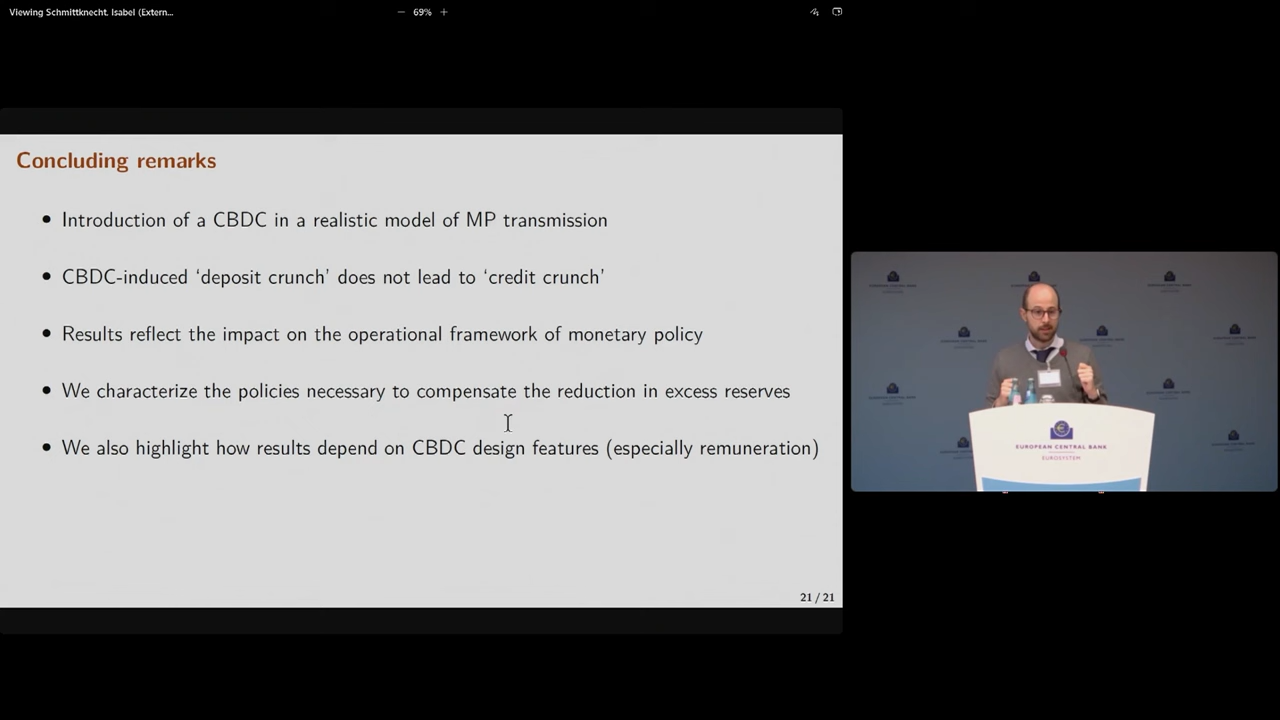 Viewing Schmittknecht, Isabel (Extern...
69%
Concluding remarks
Introduction of a CBDC in a realistic model of MP transmission
CBDC-induced ‘deposit crunch’ does not lead to ‘credit crunch’
Results reflect the impact on the operational framework of monetary policy
We characterize the policies necessary to compensate the reduction in excess reserves
We also highlight how results depend on CBDC design features (especially remuneration)
21 / 21
EUROPEAN CENTRAL BANK
EUROPEAN CENTRAL BANK
EUROSYSTEM